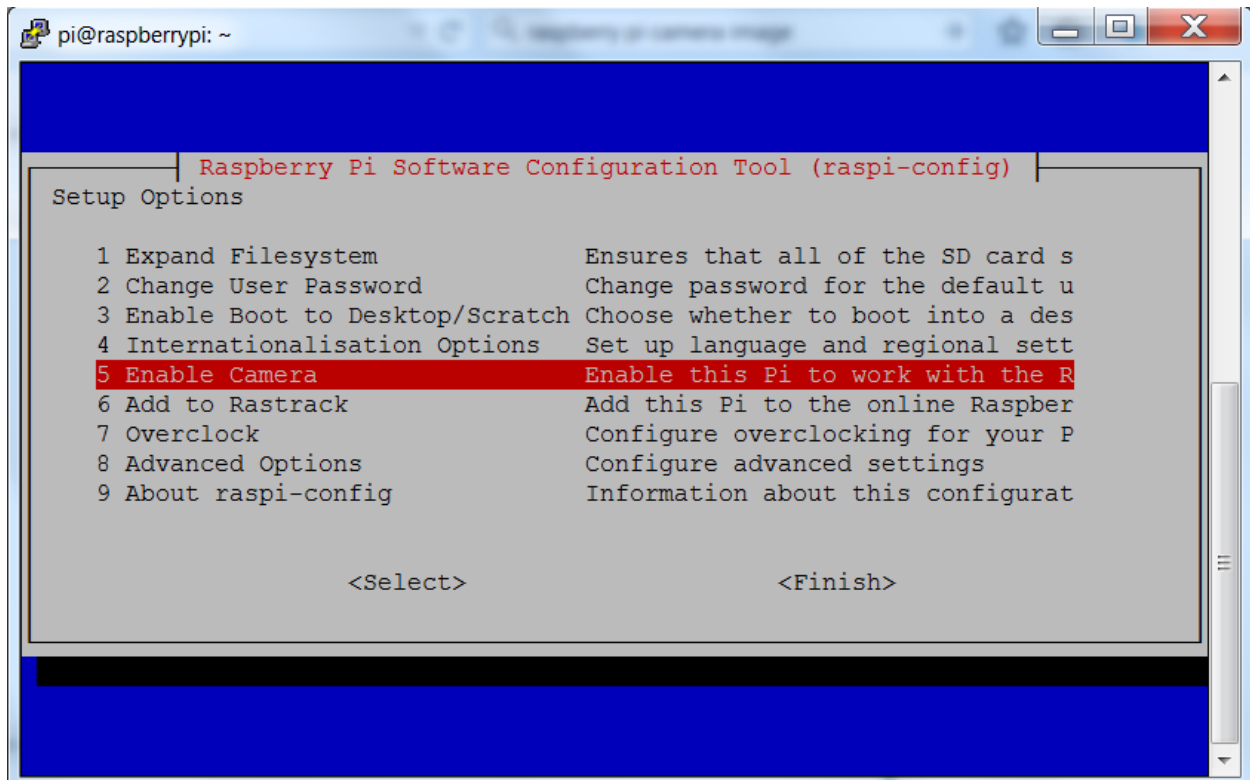 pi@raspberrypi: ~
raspberry pi camera image
Raspberry Pi Software Configuration Tool (raspi-config)
Setup Options
1 Expand Filesystem Ensures that all of the SD card s
2 Change User Password Change password for the default u
3 Enable Boot to Desktop/Scratch Choose whether to boot into a des
4 Internationalisation Options Set up language and regional sett
5 Enable Camera Enable this Pi to work with the R
6 Add to Rastrack Add this Pi to the online Raspber
7 Overclock Configure overclocking for your P
8 Advanced Options Configure advanced settings
9 About raspi-config Information about this configurat
<Select> <Finish>